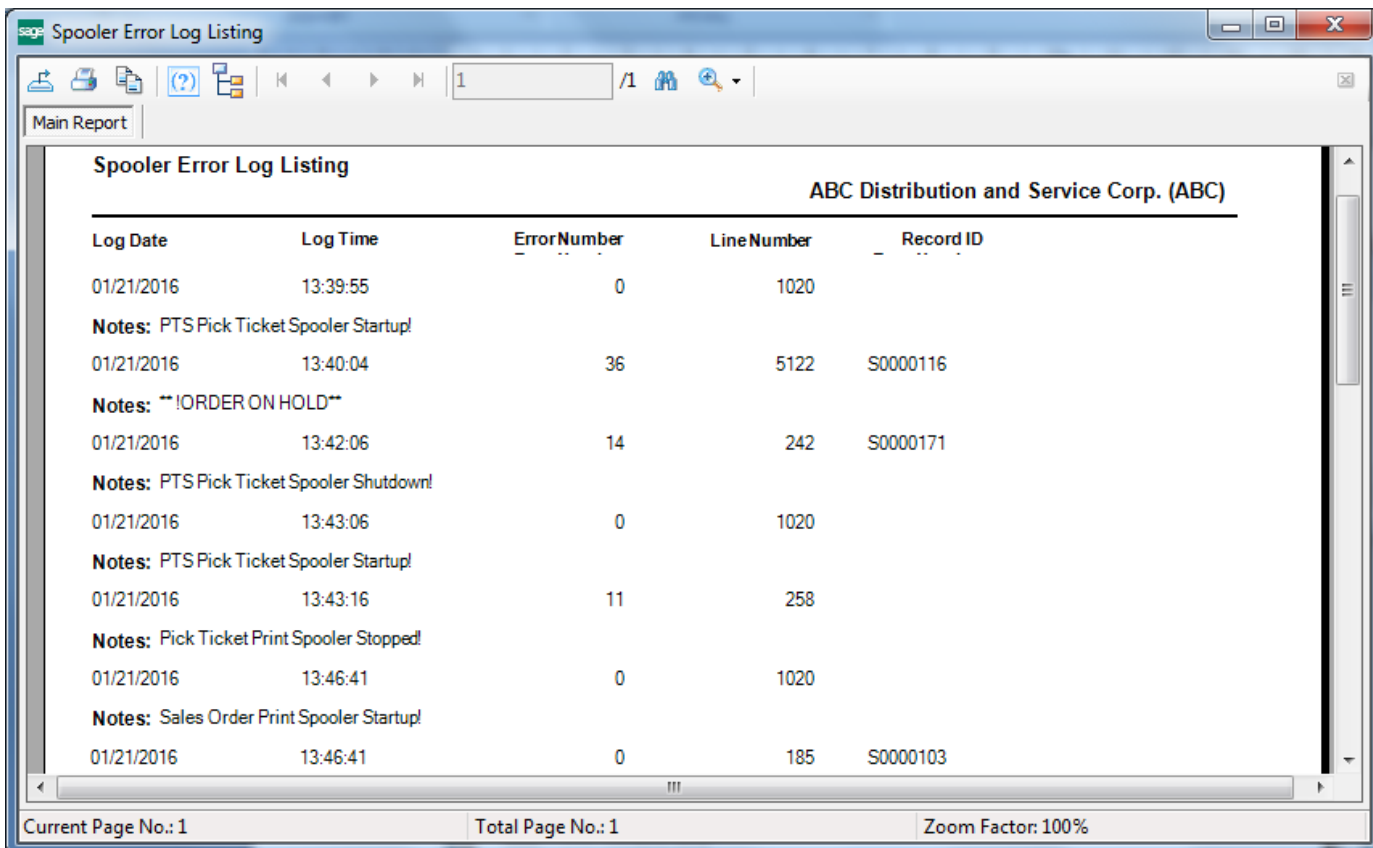 sage Spooler Error Log Listing
1 /1
Main Report
Spooler Error Log Listing
ABC Distribution and Service Corp. (ABC)
Log Date Log Time Error Number Line Number Record ID
01/21/2016 13:39:55 0 1020
Notes: PTS Pick Ticket Spooler Startup!
01/21/2016 13:40:04 36 5122 S0000116
Notes: **!ORDER ON HOLD**
01/21/2016 13:42:06 14 242 S0000171
Notes: PTS Pick Ticket Spooler Shutdown!
01/21/2016 13:43:06 0 1020
Notes: PTS Pick Ticket Spooler Startup!
01/21/2016 13:43:16 11 258
Notes: Pick Ticket Print Spooler Stopped!
01/21/2016 13:46:41 0 1020
Notes: Sales Order Print Spooler Startup!
01/21/2016 13:46:41 0 185 S0000103
Current Page No.: 1 Total Page No.: 1 Zoom Factor: 100%